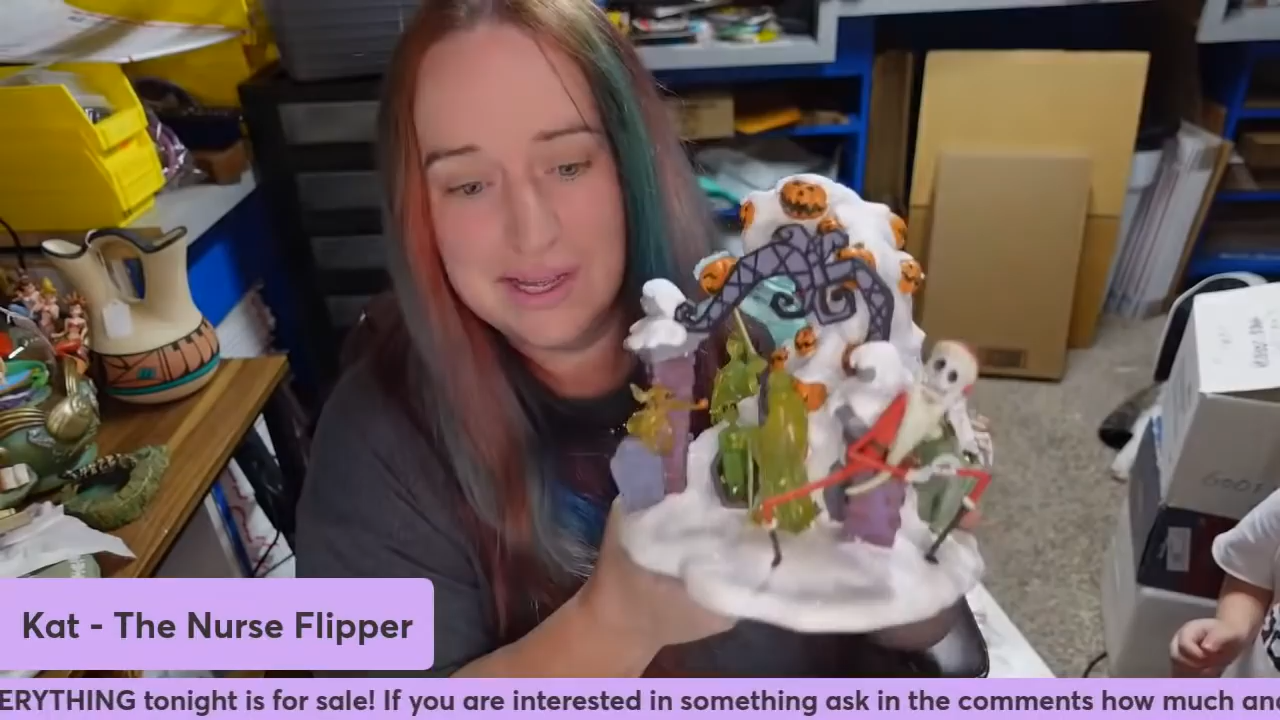 Kat - The Nurse Flipper
ERYTHING tonight is for sale! If you are interested in something ask in the comments how much an